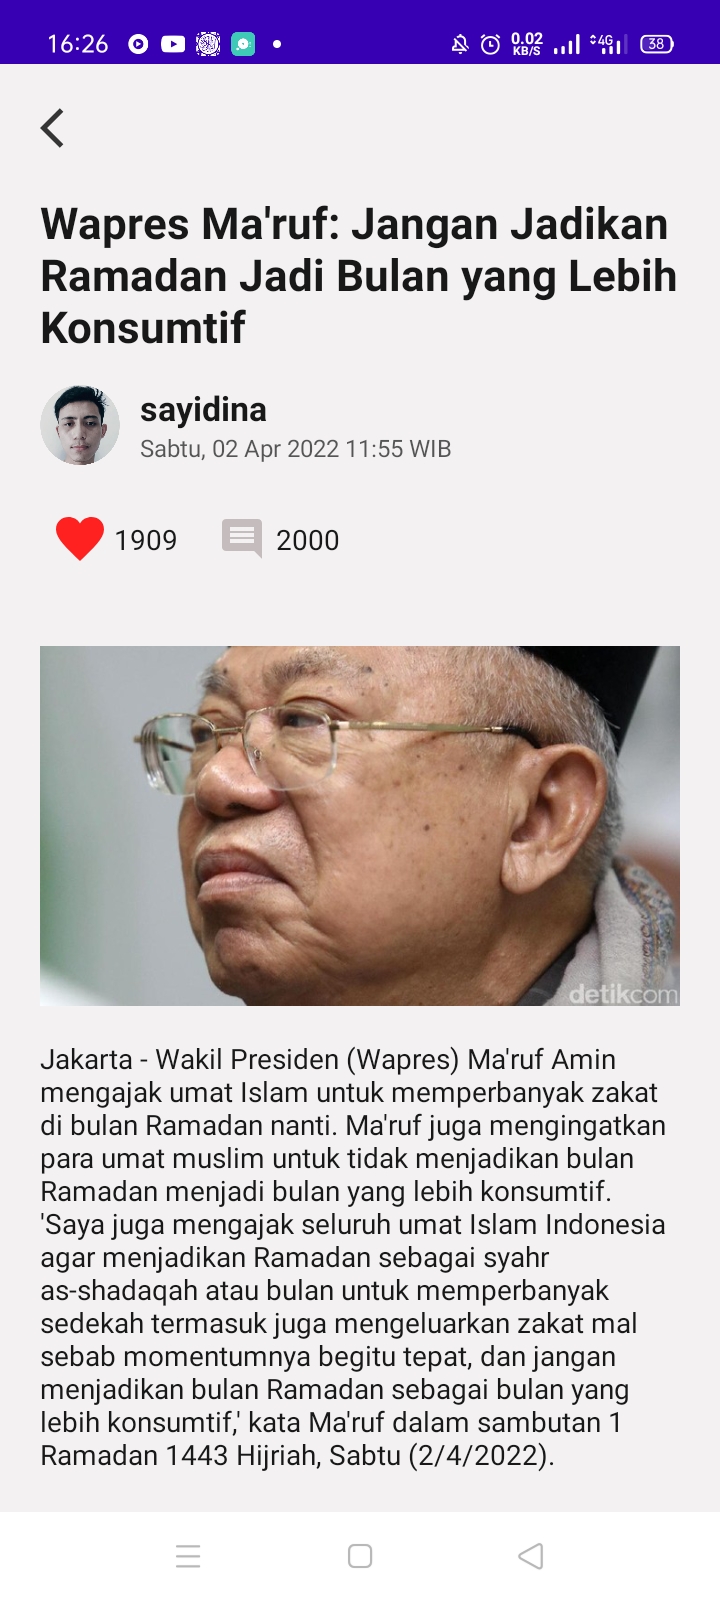 16:26
0.02
KB/S
4G
38
Wapres Ma'ruf: Jangan Jadikan
Ramadan Jadi Bulan yang Lebih
Konsumtif
sayidina
Sabtu, 02 Apr 2022 11:55 WIB
1909
2000
detikcom
Jakarta - Wakil Presiden (Wapres) Ma'ruf Amin
mengajak umat Islam untuk memperbanyak zakat
di bulan Ramadan nanti. Ma'ruf juga mengingatkan
para umat muslim untuk tidak menjadikan bulan
Ramadan menjadi bulan yang lebih konsumtif.
'Saya juga mengajak seluruh umat Islam Indonesia
agar menjadikan Ramadan sebagai syahr
as-shadaqah atau bulan untuk memperbanyak
sedekah termasuk juga mengeluarkan zakat mal
sebab momentumnya begitu tepat, dan jangan
menjadikan bulan Ramadan sebagai bulan yang
lebih konsumtif,' kata Ma'ruf dalam sambutan 1
Ramadan 1443 Hijriah, Sabtu (2/4/2022).